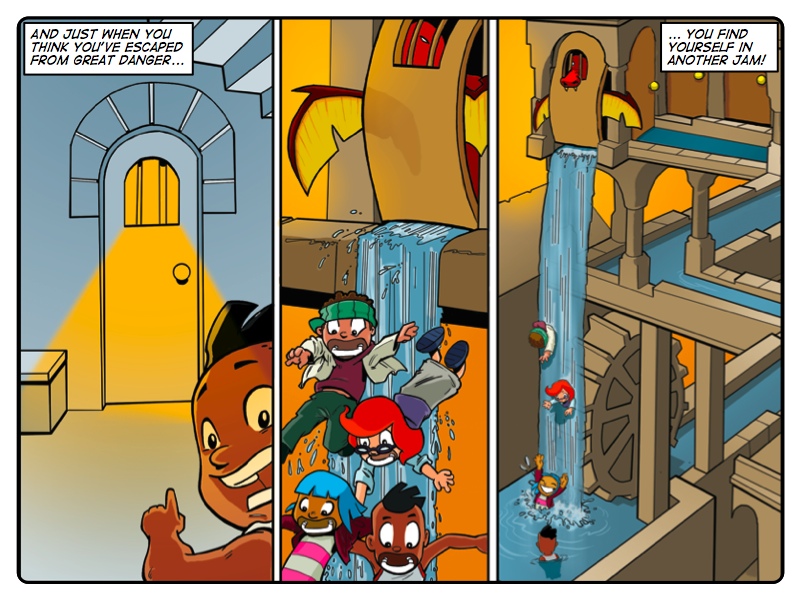 AND JUST WHEN YOU
THINK YOU'VE ESCAPED
FROM GREAT DANGER...
... YOU FIND
YOURSELF IN
ANOTHER JAM!